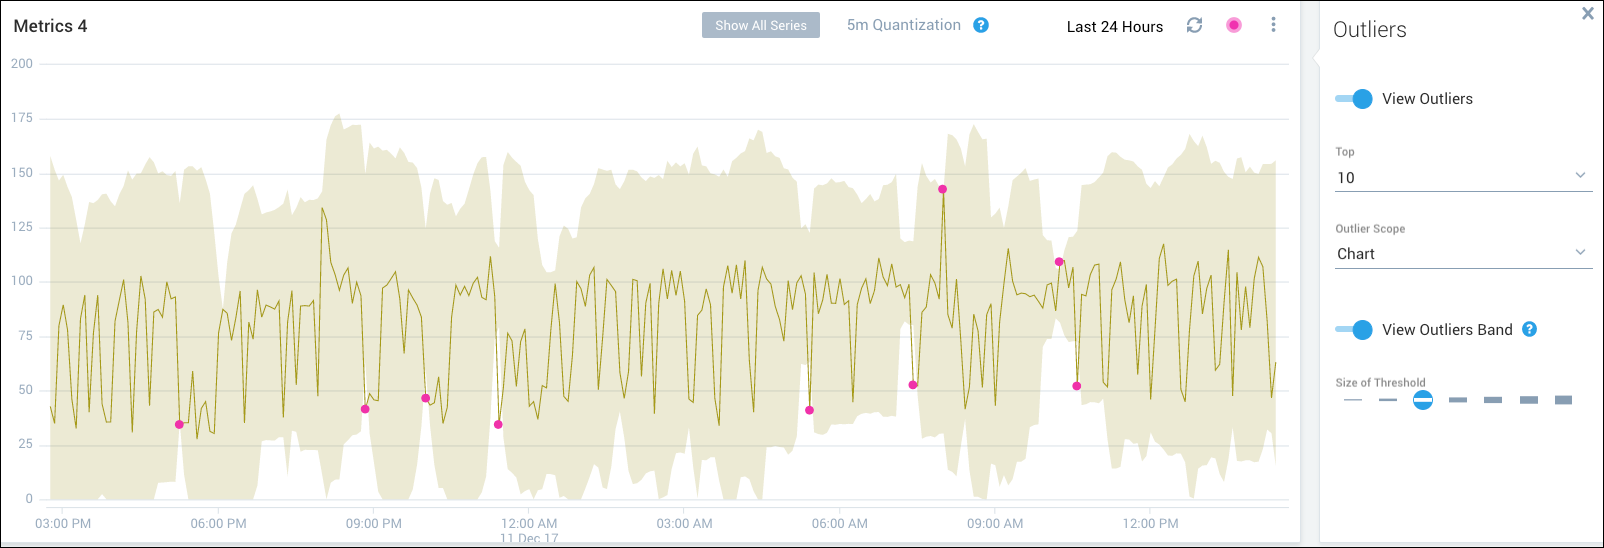 Metrics 4
Show All Series
5m Quantization
?
Last 24 Hours
200
175
150
125
100
75
50
25
0
03:00 PM
06:00 PM
09:00 PM
12:00 AM
03:00 AM
06:00 AM
09:00 AM
12:00 PM
11 Dec 17
Outliers
View Outliers
Top
10
Outlier Scope
Chart
View Outliers Band
?
Size of Threshold